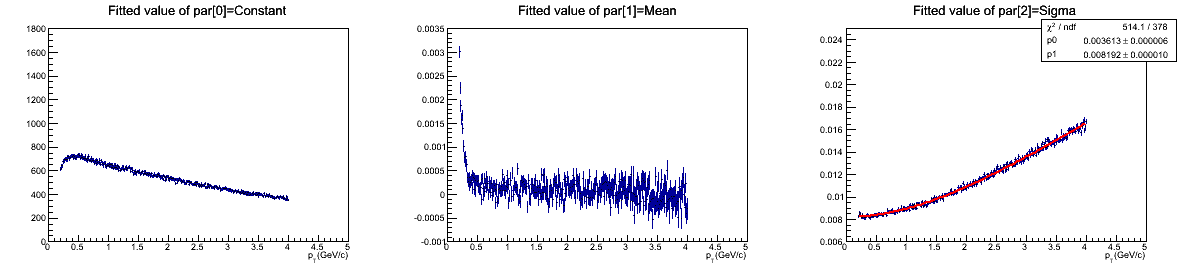 Fitted value of par[0]=Constant
1800
1600
1400
1200
1000
800
600
400
200
0
0 0.5 1 1.5 2 2.5 3 3.5 4 4.5 5
p_T (GeV/c)
Fitted value of par[1]=Mean
0.0035
0.003
0.0025
0.002
0.0015
0.001
0.0005
0
-0.0005
-0.001
0 0.5 1 1.5 2 2.5 3 3.5 4 4.5 5
p_T (GeV/c)
Fitted value of par[2]=Sigma
χ² / ndf 514.1 / 378
p0 0.003613 ± 0.000006
p1 0.008192 ± 0.000010
0.024
0.022
0.02
0.018
0.016
0.014
0.012
0.01
0.008
0.006
0.5 1 1.5 2 2.5 3 3.5 4 4.5 5
p_T (GeV/c)